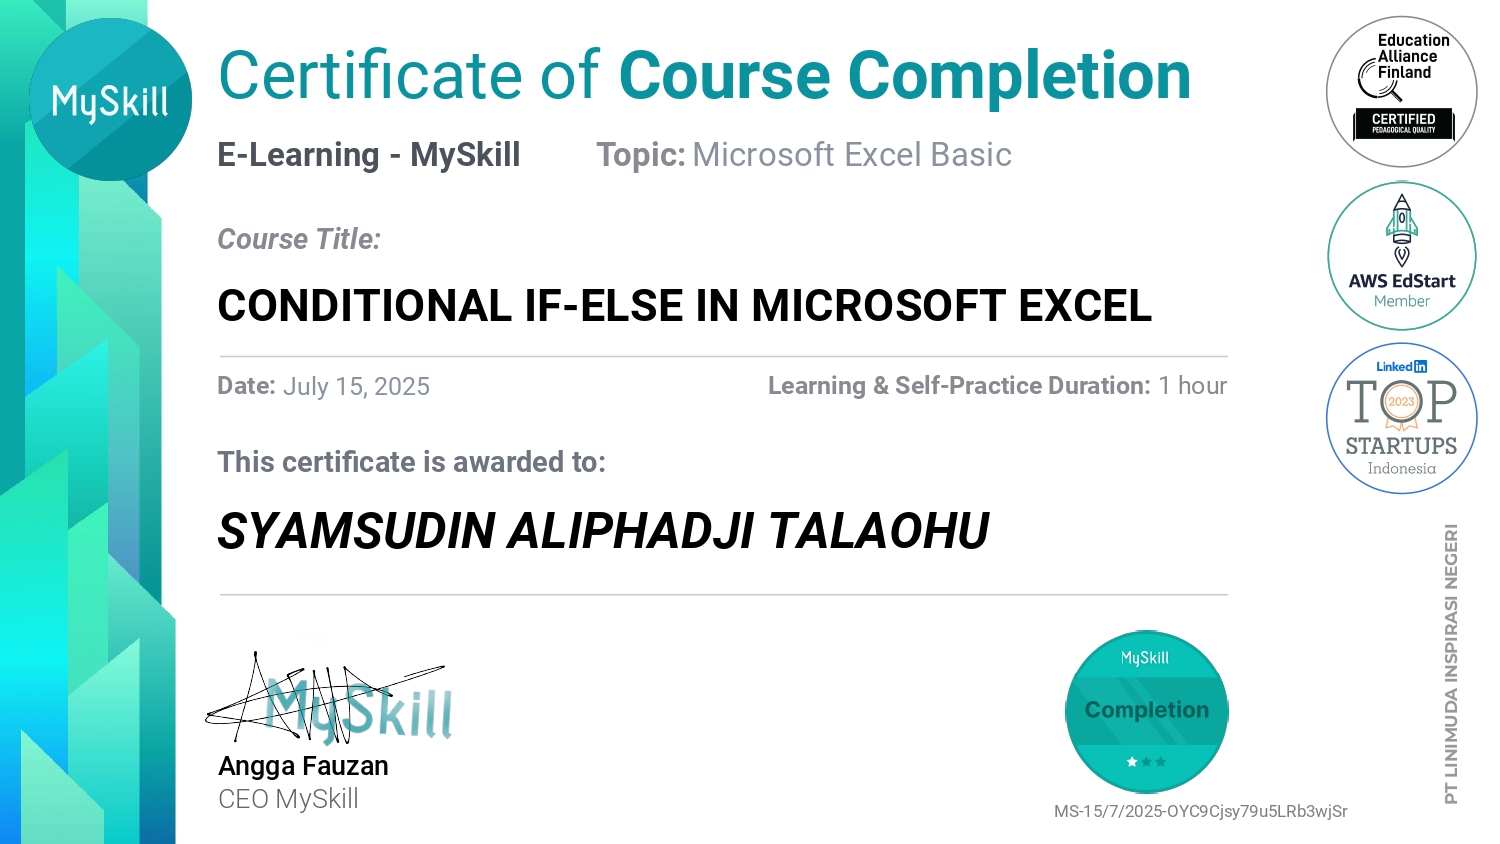 MySkill
Certificate of Course Completion
E-Learning - MySkill
Topic: Microsoft Excel Basic
Course Title:
CONDITIONAL IF-ELSE IN MICROSOFT EXCEL
Date: July 15, 2025
Learning & Self-Practice Duration: 1 hour
This certificate is awarded to:
SYAMSUDIN ALIPHADJI TALAOHU
MySkill
Angga Fauzan
CEO MySkill
MySkill
Completion
MS-15/7/2025-OYC9Cjsy79u5LRb3wjSr
Education
Alliance
Finland
CERTIFIED
PEDAGOGICAL QUALITY
AWS EdStart
Member
Linked in
TOP
2023
STARTUPS
Indonesia
PT LINIMUDA INSPIRASI NEGERI